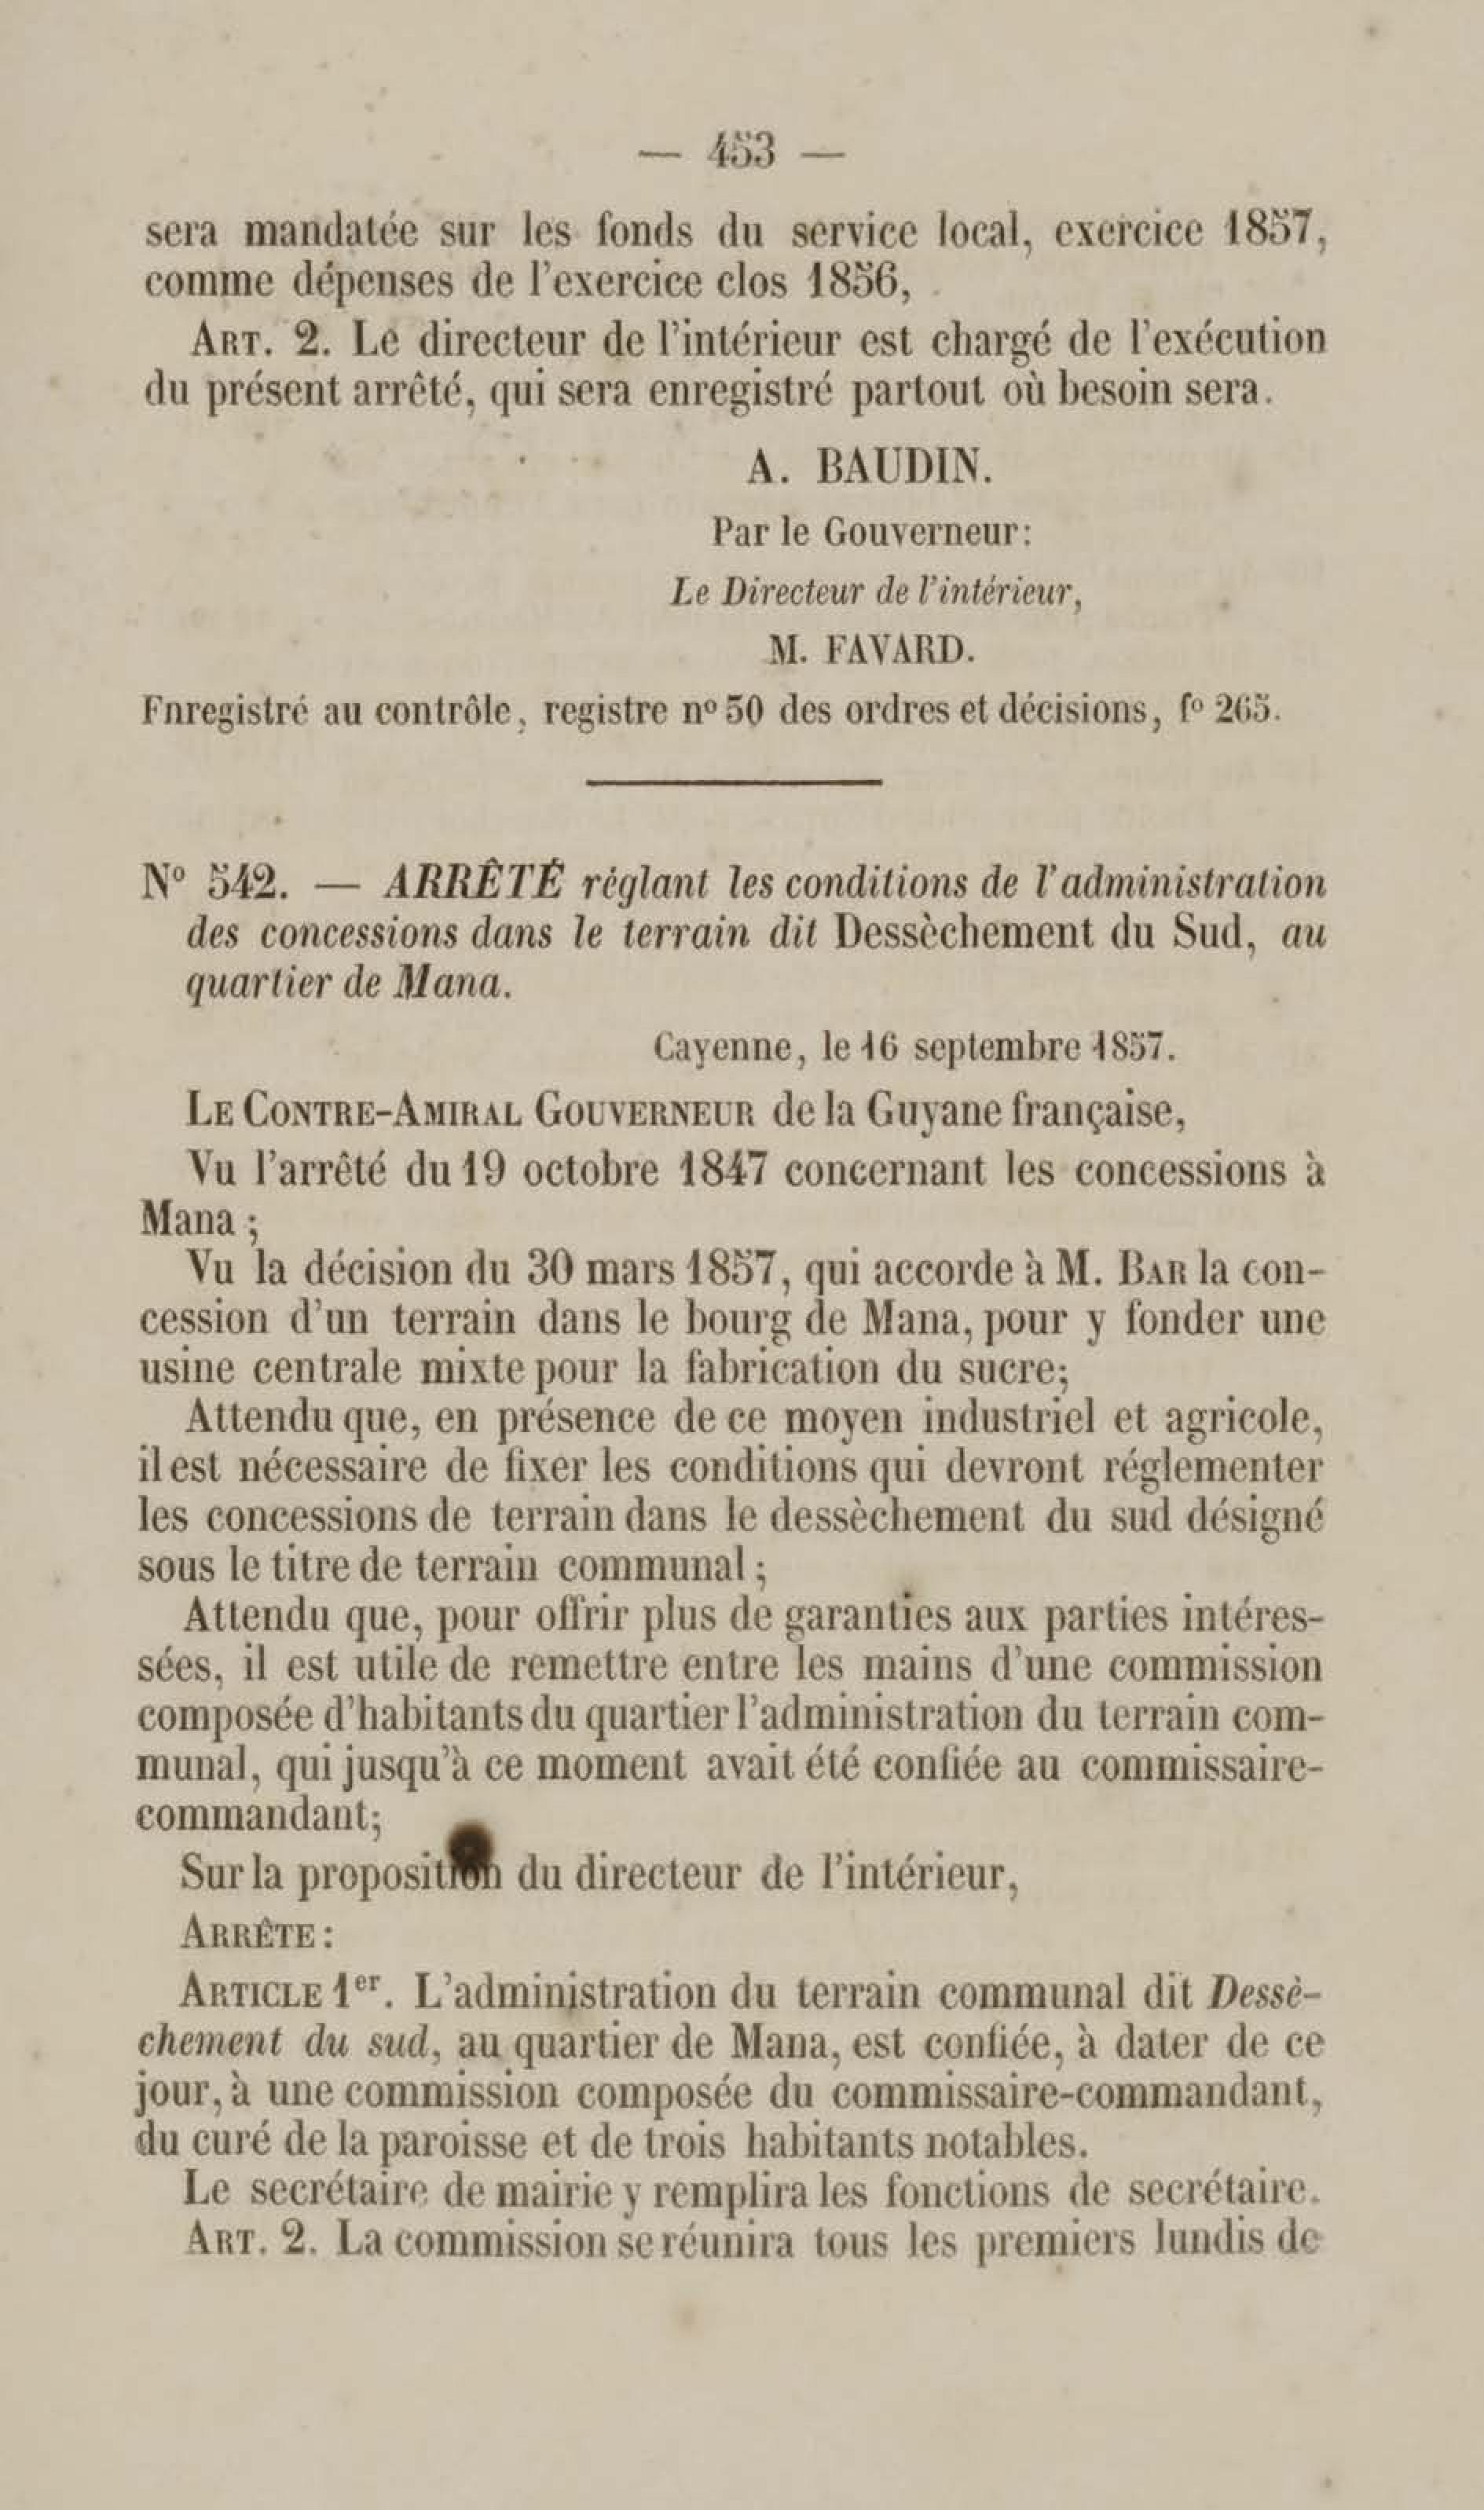 — 453 —
sera mandatée sur les fonds du service local, exercice 1857,
comme dépenses de l'exercice clos 1856,
ART. 2. Le directeur de l'intérieur est chargé de l'exécution
du présent arrêté, qui sera enregistré partout où besoin sera.
A. BAUDIN.
Par le Gouverneur:
Le Directeur de l'intérieur,
M. FAVARD.
Fnregistré au contrôle, registre nº 50 des ordres et décisions, fº 265.
Nº 542. — ARRÊTÉ réglant les conditions de l'administration
des concessions dans le terrain dit Dessèchement du Sud, au
quartier de Mana.
Cayenne, le 16 septembre 1857.
LE CONTRE-AMIRAL GOUVERNEUR de la Guyane française,
Vu l'arrêté du 19 octobre 1847 concernant les concessions à
Mana ;
Vu la décision du 30 mars 1857, qui accorde à M. BAR la con-
cession d'un terrain dans le bourg de Mana, pour y fonder une
usine centrale mixte pour la fabrication du sucre;
Attendu que, en présence de ce moyen industriel et agricole,
il est nécessaire de fixer les conditions qui devront réglementer
les concessions de terrain dans le dessèchement du sud désigné
sous le titre de terrain communal ;
Attendu que, pour offrir plus de garanties aux parties intéres-
sées, il est utile de remettre entre les mains d'une commission
composée d'habitants du quartier l'administration du terrain com-
munal, qui jusqu'à ce moment avait été confiée au commissaire-
commandant;
Sur la proposition du directeur de l'intérieur,
ARRÊTE :
ARTICLE 1er. L'administration du terrain communal dit Dessè-
chement du sud, au quartier de Mana, est confiée, à dater de ce
jour, à une commission composée du commissaire-commandant,
du curé de la paroisse et de trois habitants notables.
Le secrétaire de mairie y remplira les fonctions de secrétaire.
ART. 2. La commission se réunira tous les premiers lundis de